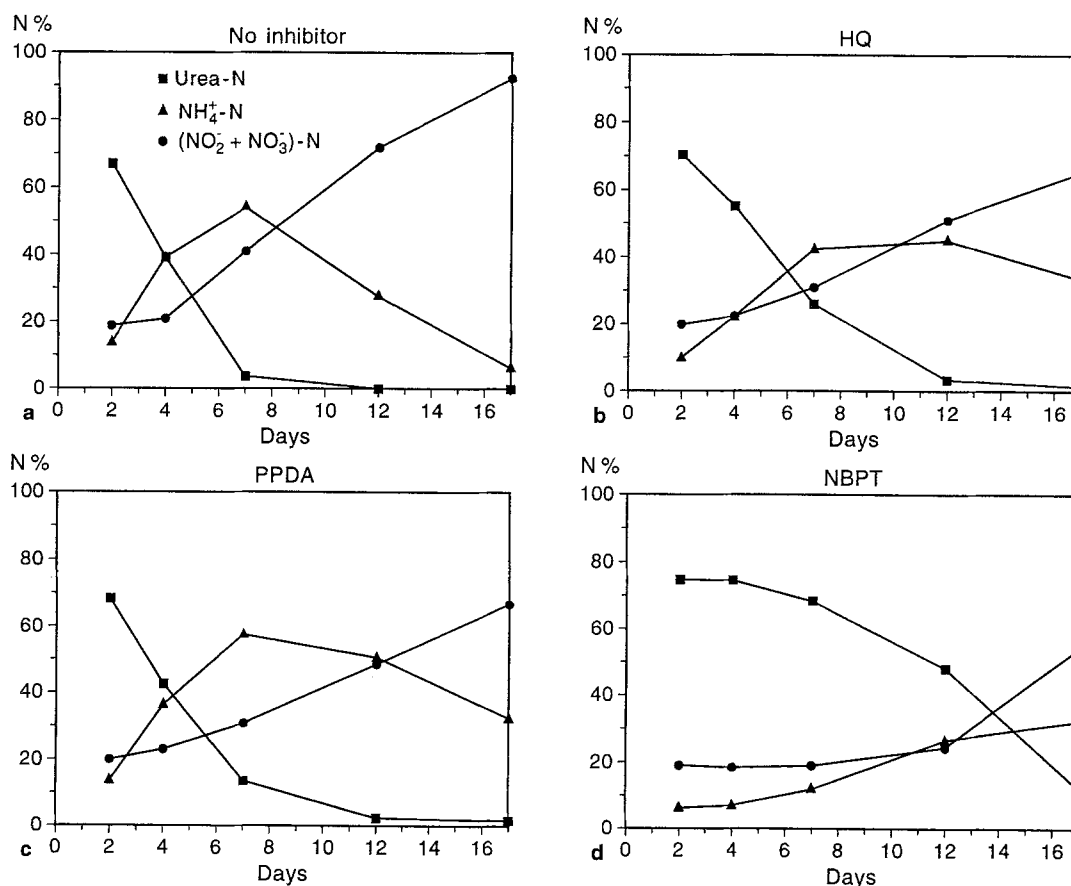 N %
No inhibitor
100
80
60
40
20
0
■ Urea-N
▲ NH₄⁺-N
● (NO₂⁻ + NO₃⁻)-N
a
0 2 4 6 8 10 12 14 16
Days
N %
HQ
100
80
60
40
20
0
b
0 2 4 6 8 10 12 14 16
Days
N %
PPDA
100
80
60
40
20
0
c
0 2 4 6 8 10 12 14 16
Days
N %
NBPT
100
80
60
40
20
0
d
0 2 4 6 8 10 12 14 16
Days